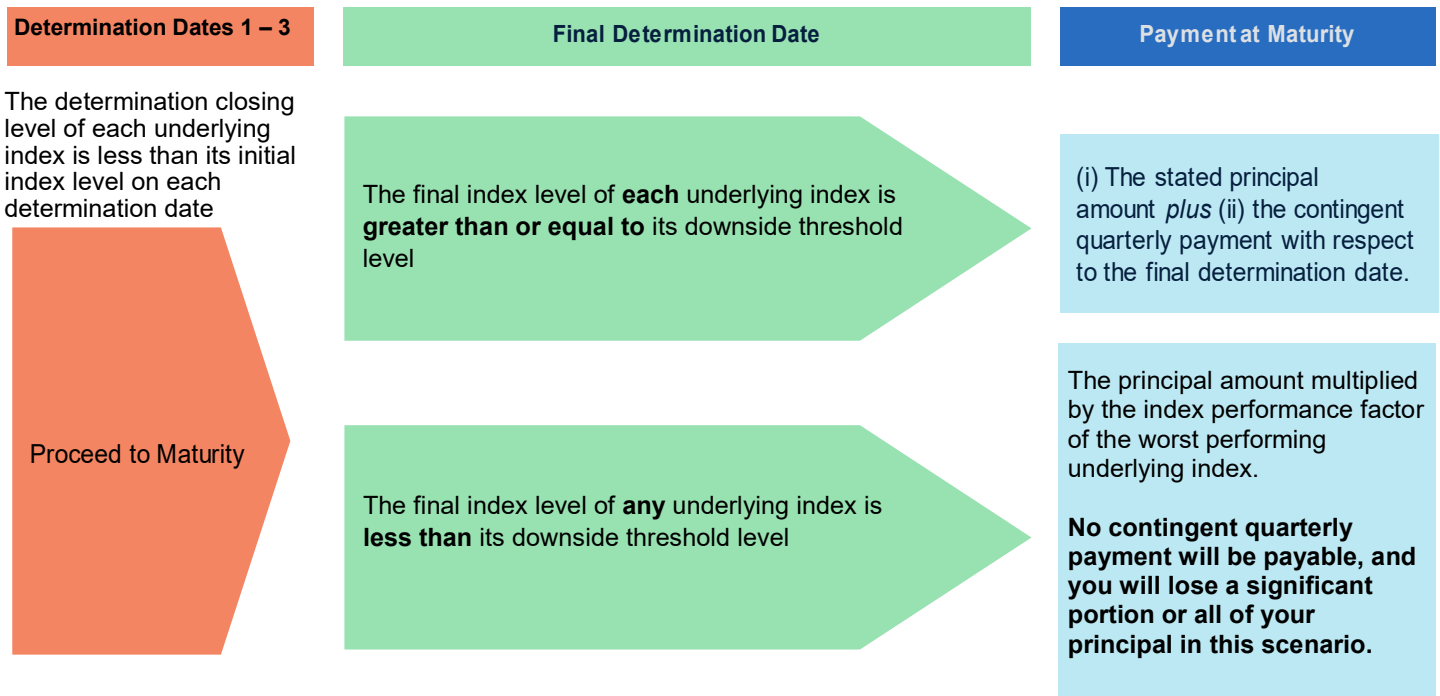 Determination Dates 1 – 3
Final Determination Date
Payment at Maturity
The determination closing
level of each underlying
index is less than its initial
index level on each
determination date
Proceed to Maturity
The final index level of each underlying index is
greater than or equal to its downside threshold
level
(i) The stated principal
amount plus (ii) the contingent
quarterly payment with respect
to the final determination date.
The final index level of any underlying index is
less than its downside threshold level
The principal amount multiplied
by the index performance factor
of the worst performing
underlying index.
No contingent quarterly
payment will be payable, and
you will lose a significant
portion or all of your
principal in this scenario.